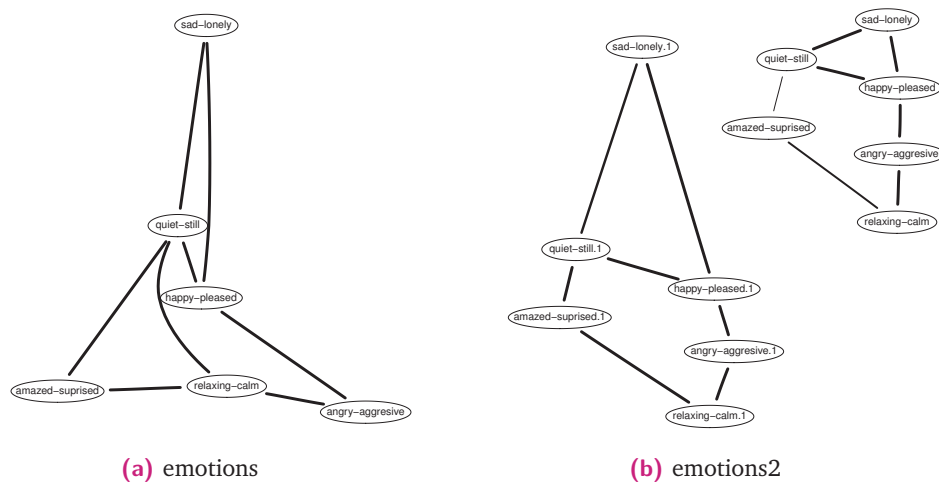 sad-lonely
quiet-still
happy-pleased
amazed-suprised
relaxing-calm
angry-aggresive
(a) emotions
sad-lonely.1
quiet-still.1
happy-pleased.1
amazed-suprised.1
angry-aggresive.1
relaxing-calm.1
sad-lonely
quiet-still
happy-pleased
amazed-suprised
angry-aggresive
relaxing-calm
(b) emotions2